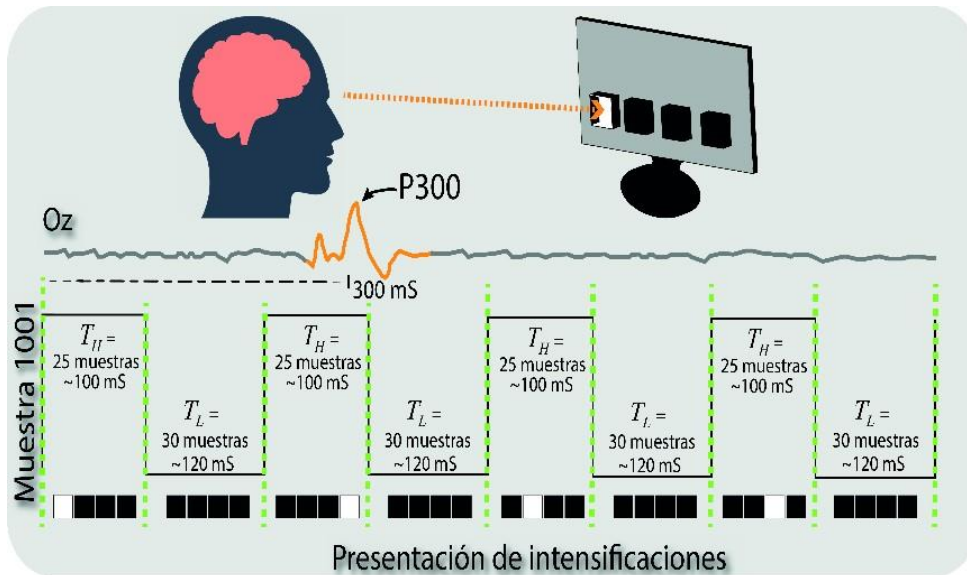 P300
Oz
300 mS
Muestra 1001
T_H =
25 muestras
~100 mS
T_L =
30 muestras
~120 mS
T_H =
25 muestras
~100 mS
T_L =
30 muestras
~120 mS
T_H =
25 muestras
~100 mS
T_L =
30 muestras
~120 mS
T_H =
25 muestras
~100 mS
T_L =
30 muestras
~120 mS
Presentación de intensificaciones